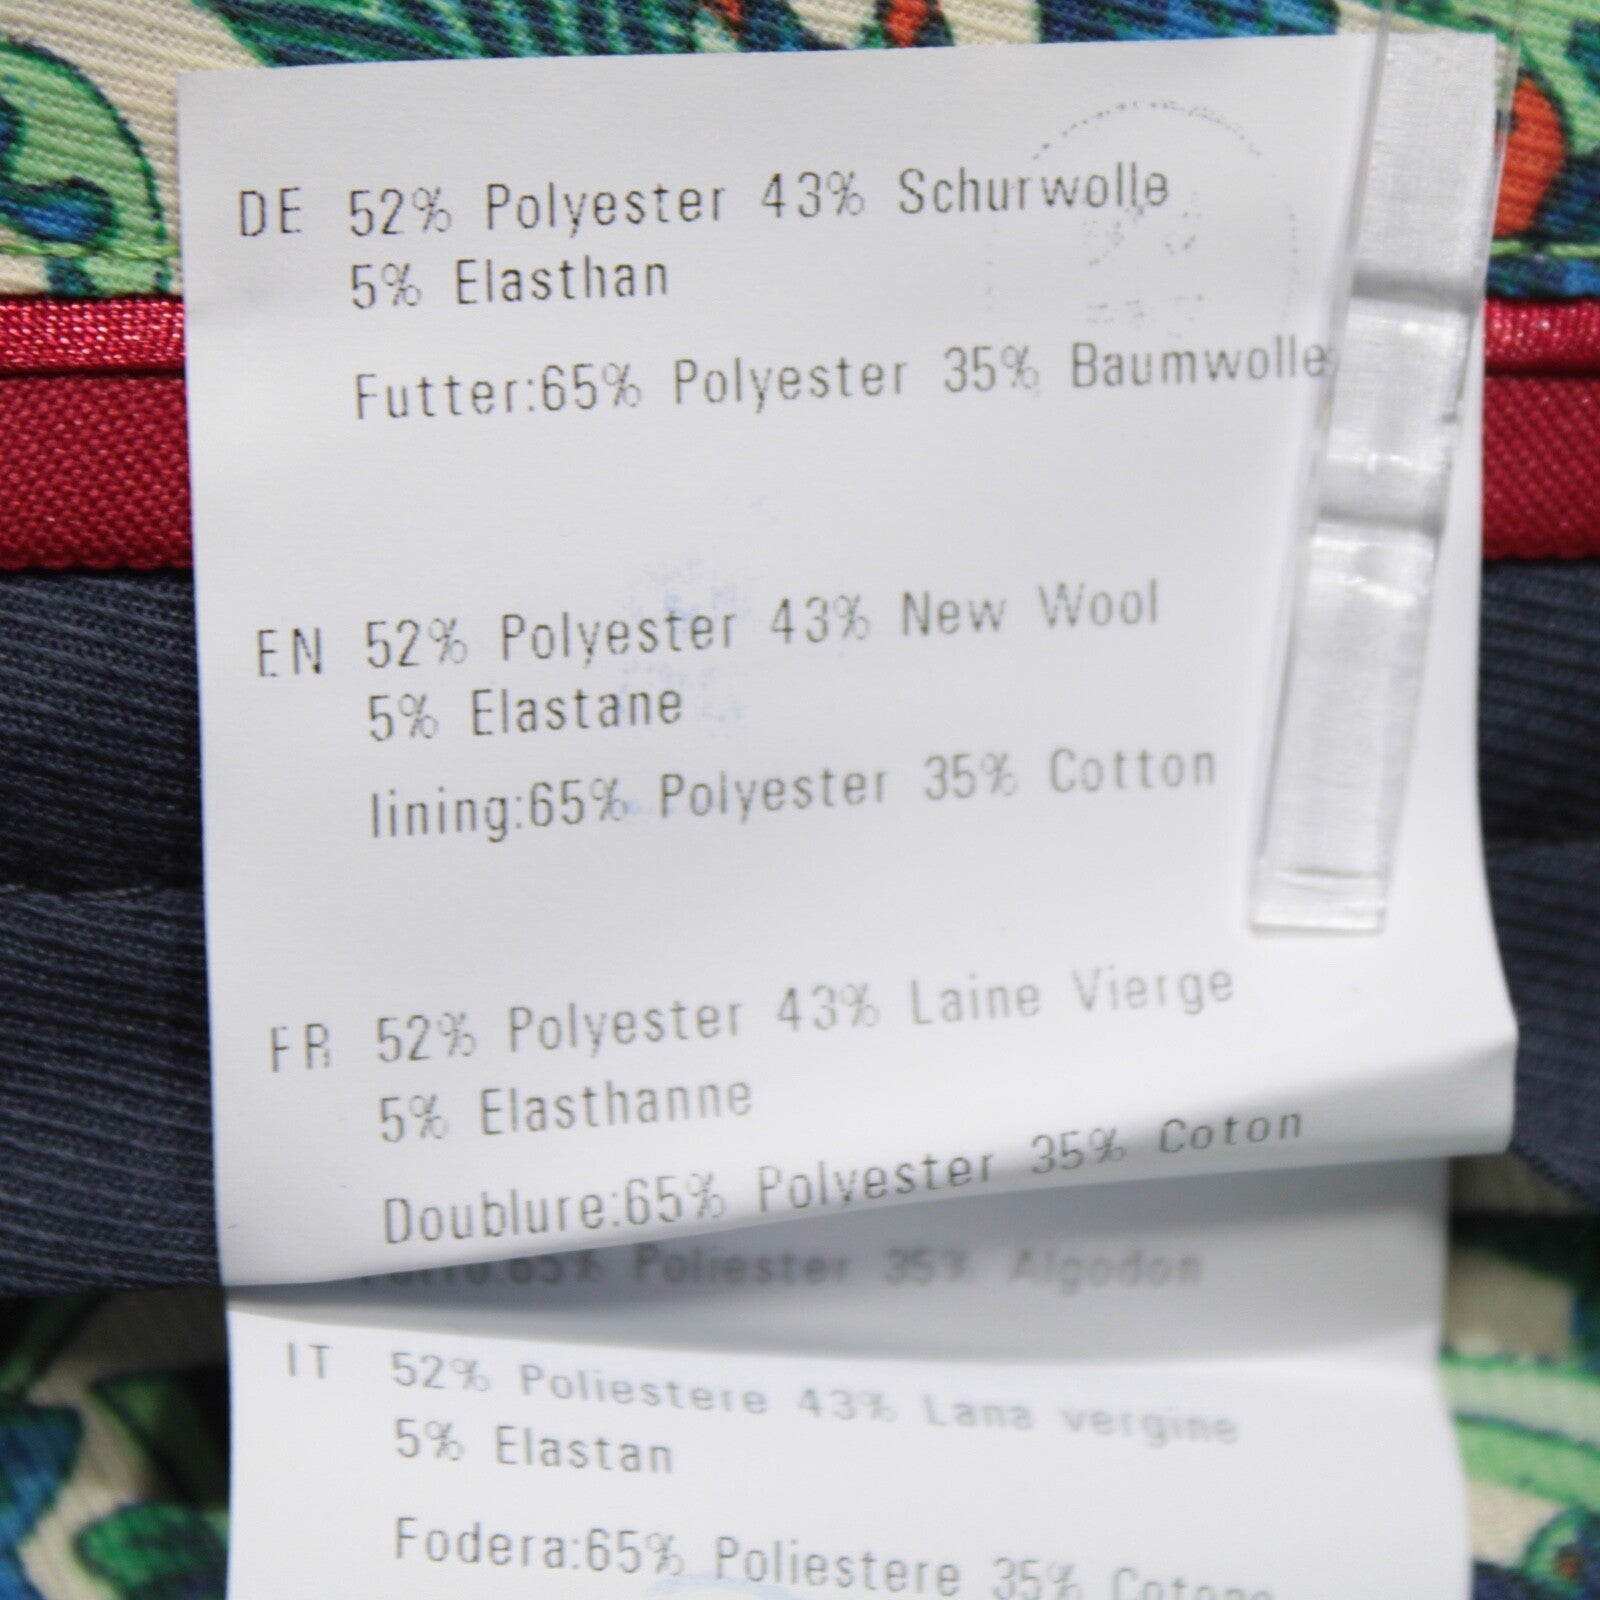 DE 52% Polyester 43% Schurwolle
5% Elasthan
Futter:65% Polyester 35% Baumwolle
EN 52% Polyester 43% New Wool
5% Elastane
lining:65% Polyester 35% Cotton
FR 52% Polyester 43% Laine Vierge
5% Elasthanne
Doublure:65% Polyester 35% Coton
65% Poliester 35% Algodon
IT 52% Poliestere 43% Lana vergine
5% Elastan
Fodera:65% Poliestere 35%